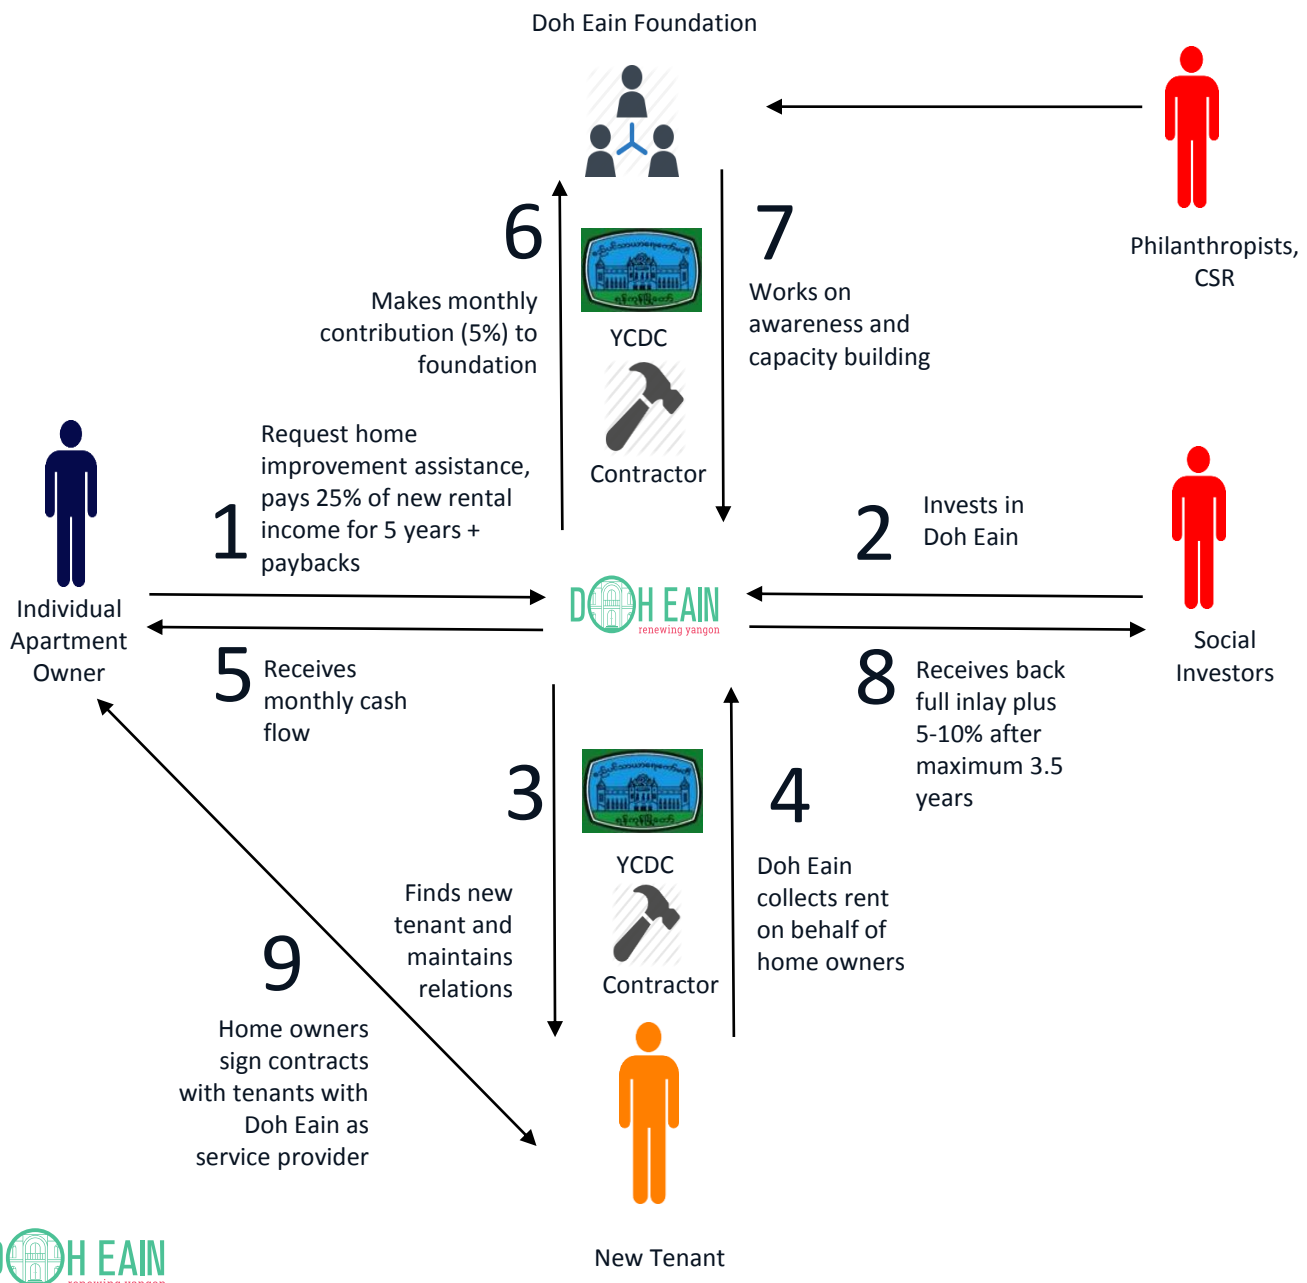 Doh Eain Foundation
6
7
Philanthropists,
CSR
Makes monthly
contribution (5%) to
foundation
YCDC
Works on
awareness and
capacity building
Contractor
1
Request home
improvement assistance,
pays 25% of new rental
income for 5 years +
paybacks
2
Invests in
Doh Eain
Individual
Apartment
Owner
DOH EAIN
renewing yangon
Social
Investors
5
Receives
monthly cash
flow
8
Receives back
full inlay plus
5-10% after
maximum 3.5
years
3
4
YCDC
Finds new
tenant and
maintains
relations
Contractor
Doh Eain
collects rent
on behalf of
home owners
9
Home owners
sign contracts
with tenants with
Doh Eain as
service provider
New Tenant
DOH EAIN
renewing yangon